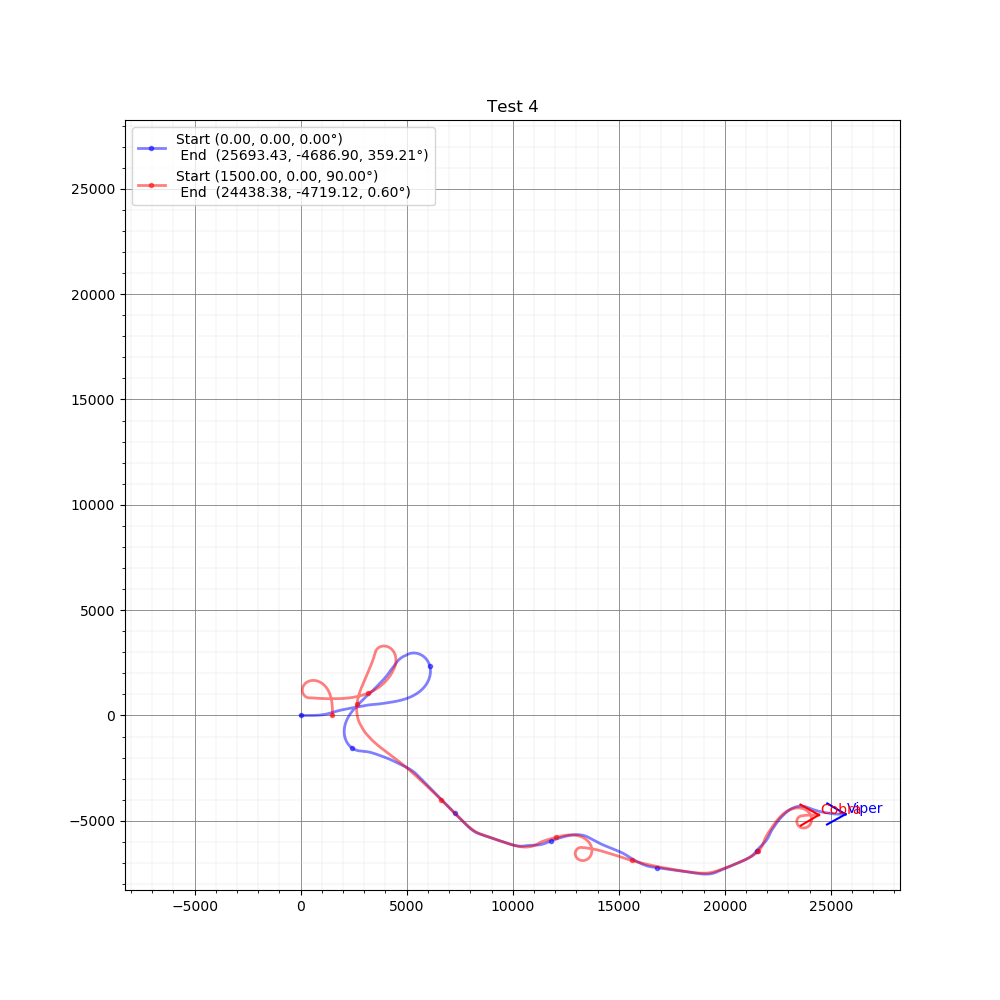 Test 4
Start (0.00, 0.00, 0.00°)
End (25693.43, -4686.90, 359.21°)
Start (1500.00, 0.00, 90.00°)
End (24438.38, -4719.12, 0.60°)
25000
20000
15000
10000
5000
0
−5000
Cobra
Viper
−5000 0 5000 10000 15000 20000 25000